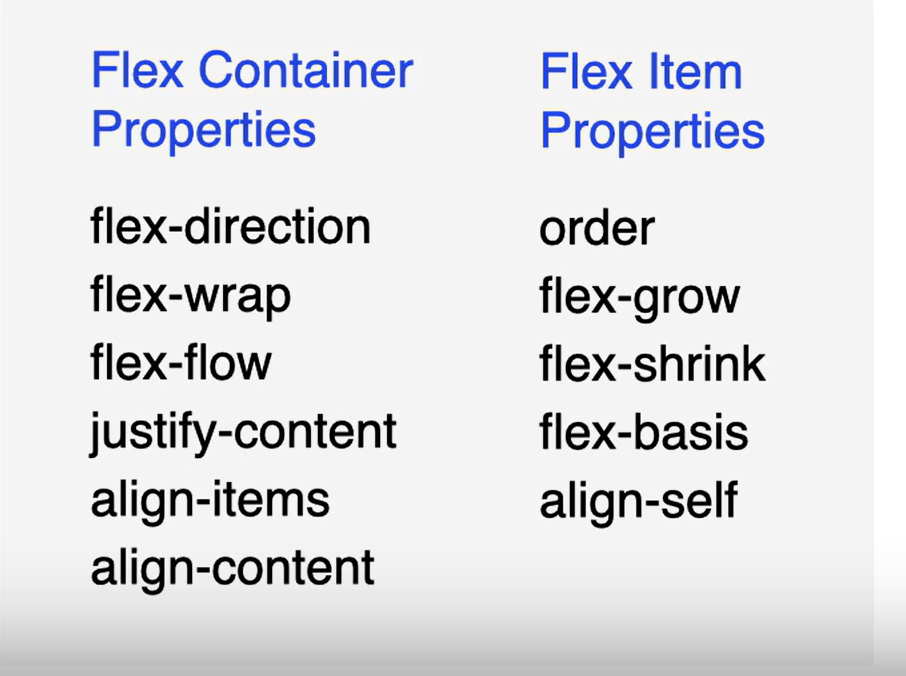 Flex Container
Properties
flex-direction
flex-wrap
flex-flow
justify-content
align-items
align-content
Flex Item
Properties
order
flex-grow
flex-shrink
flex-basis
align-self